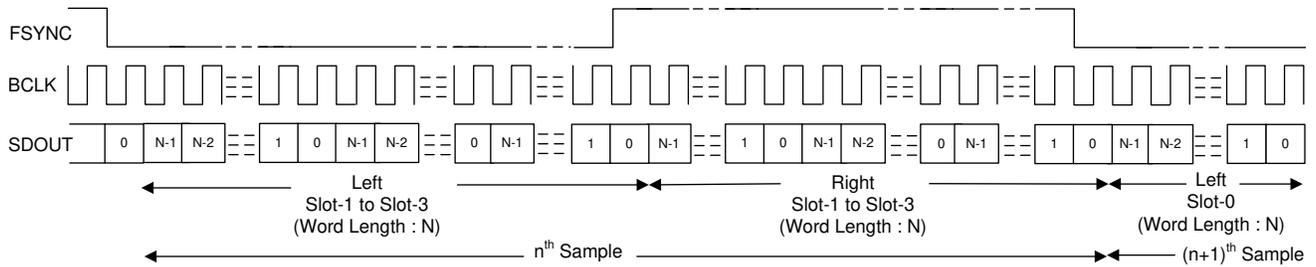 FSYNC
BCLK
SDOUT 0 N-1 N-2 1 0 N-1 N-2 0 N-1 1 0 N-1 1 0 N-1 N-2 0 N-1 1 0 N-1 N-2 1 0
Left Right Left
Slot-1 to Slot-3 Slot-1 to Slot-3 Slot-0
(Word Length : N) (Word Length : N) (Word Length : N)
nth Sample (n+1)th Sample